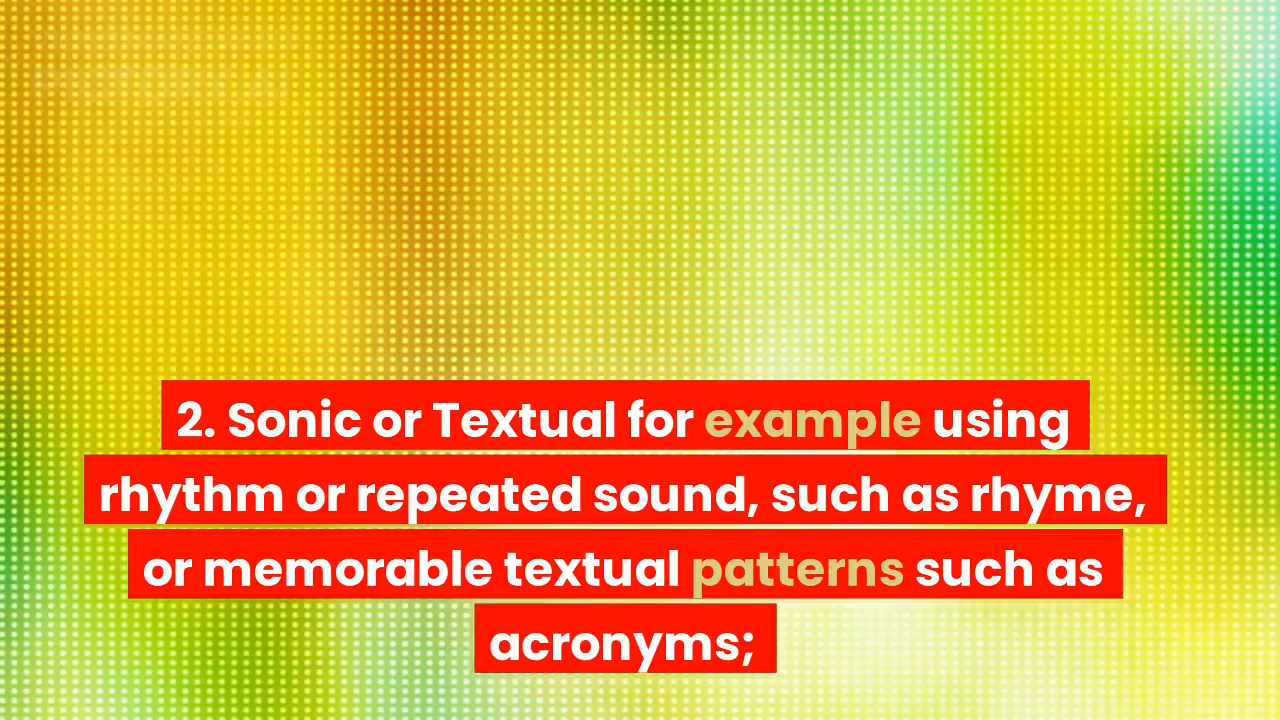 2. Sonic or Textual for example using
rhythm or repeated sound, such as rhyme,
or memorable textual patterns such as
acronyms;